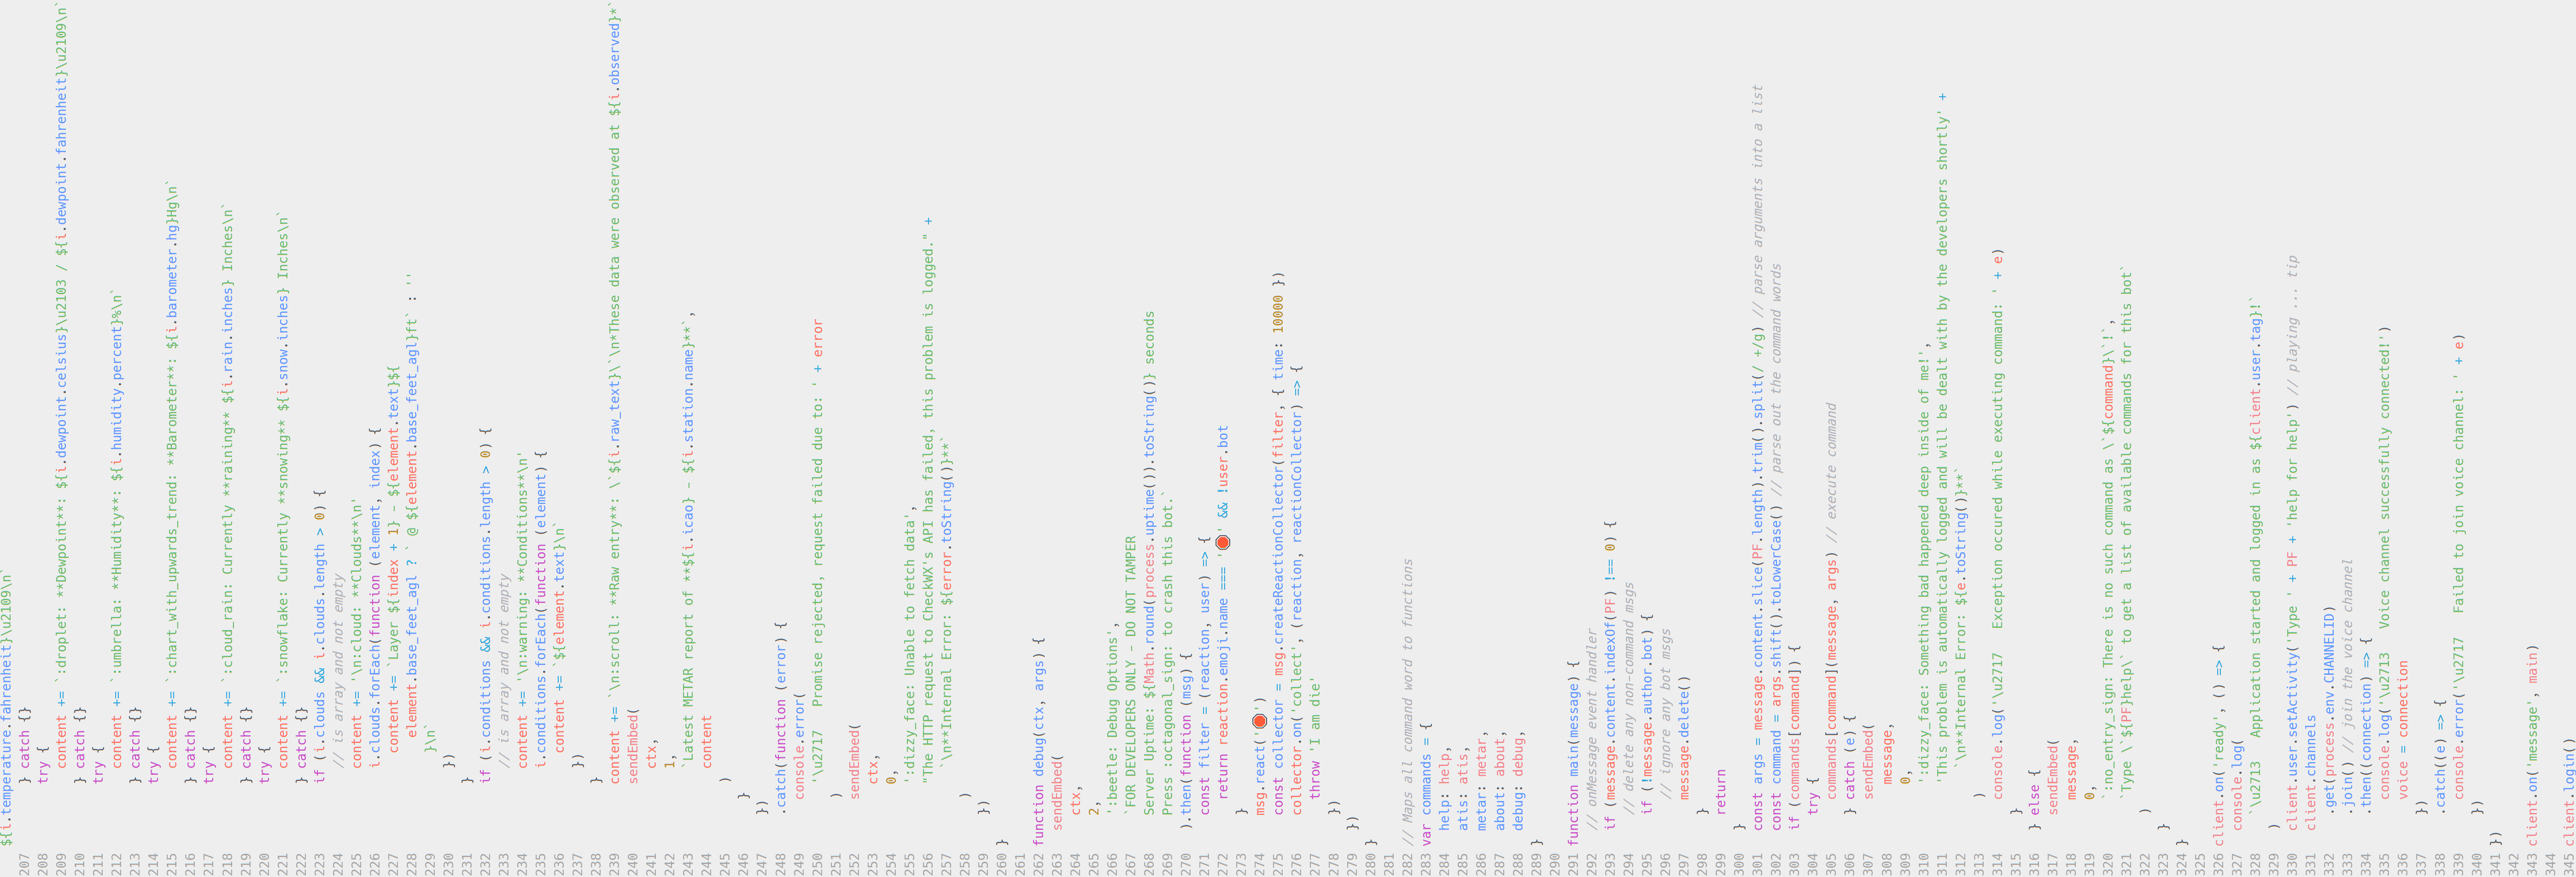 ${i.temperature.fahrenheit}\u2109\n`
207 } catch {}
208 try {
209 content += `:droplet: **Dewpoint**: ${i.dewpoint.celsius}\u2103 / ${i.dewpoint.fahrenheit}\u2109\n`
210 } catch {}
211 try {
212 content += `:umbrella: **Humidity**: ${i.humidity.percent}%\n`
213 } catch {}
214 try {
215 content += `:chart_with_upwards_trend: **Barometer**: ${i.barometer.hg}Hg\n`
216 } catch {}
217 try {
218 content += `:cloud_rain: Currently **raining** ${i.rain.inches} Inches\n`
219 } catch {}
220 try {
221 content += `:snowflake: Currently **snowing** ${i.snow.inches} Inches\n`
222 } catch {}
223 if (i.clouds && i.clouds.length > 0) {
224 // is array and not empty
225 content += '\n:cloud: **Clouds**\n'
226 i.clouds.forEach(function (element, index) {
227 content += `Layer ${index + 1} - ${element.text}${
228 element.base_feet_agl ? ` @ ${element.base_feet_agl}ft` : ''
229 }\n`
230 })
231 }
232 if (i.conditions && i.conditions.length > 0) {
233 // is array and not empty
234 content += '\n:warning: **Conditions**\n'
235 i.conditions.forEach(function (element) {
236 content += `${element.text}\n`
237 })
238 }
239 content += `\n:scroll: **Raw entry**: \`${i.raw_text}\`\n*These data were observed at ${i.observed}*`
240 sendEmbed(
241 ctx,
242 1,
243 `Latest METAR report of **${i.icao} - ${i.station.name}**`,
244 content
245 )
246 }
247 })
248 .catch(function (error) {
249 console.error(
250 '\u2717   Promise rejected, request failed due to: ' + error
251 )
252 sendEmbed(
253 ctx,
254 0,
255 ':dizzy_face: Unable to fetch data',
256 "The HTTP request to CheckWX's API has failed, this problem is logged." +
257 `\n**Internal Error: ${error.toString()}**`
258 )
259 })
260 }
261
262 function debug(ctx, args) {
263 sendEmbed(
264 ctx,
265 2,
266 ':beetle: Debug Options',
267 `FOR DEVELOPERS ONLY - DO NOT TAMPER
268 Server Uptime: ${Math.round(process.uptime()).toString()} seconds
269 Press :octagonal_sign: to crash this bot.`
270 ).then(function (msg) {
271 const filter = (reaction, user) => {
272 return reaction.emoji.name === '🛑' && !user.bot
273 }
274 msg.react('🛑')
275 const collector = msg.createReactionCollector(filter, { time: 10000 })
276 collector.on('collect', (reaction, reactionCollector) => {
277 throw 'I am die'
278 })
279 })
280 }
281
282 // Maps all command word to functions
283 var commands = {
284 help: help,
285 atis: atis,
286 metar: metar,
287 about: about,
288 debug: debug,
289 }
290
291 function main(message) {
292 // onMessage event handler
293 if (message.content.indexOf(PF) !== 0) {
294 // delete any non-command msgs
295 if (!message.author.bot) {
296 // ignore any bot msgs
297 message.delete()
298 }
299 return
300 }
301 const args = message.content.slice(PF.length).trim().split(/ +/g) // parse arguments into a list
302 const command = args.shift().toLowerCase() // parse out the command words
303 if (commands[command]) {
304 try {
305 commands[command](message, args) // execute command
306 } catch (e) {
307 sendEmbed(
308 message,
309 0,
310 ':dizzy_face: Something bad happened deep inside of me!',
311 'This problem is automatically logged and will be dealt with by the developers shortly' +
312 `\n**Internal Error: ${e.toString()}**`
313 )
314 console.log('\u2717   Exception occured while executing command: ' + e)
315 }
316 } else {
317 sendEmbed(
318 message,
319 0,
320 `:no_entry_sign: There is no such command as \`${command}\`!`,
321 `Type \`${PF}help\` to get a list of available commands for this bot`
322 )
323 }
324 }
325
326 client.on('ready', () => {
327 console.log(
328 `\u2713   Application started and logged in as ${client.user.tag}!`
329 )
330 client.user.setActivity('Type ' + PF + 'help for help') // playing ... tip
331 client.channels
332 .get(process.env.CHANNELID)
333 .join() // join the voice channel
334 .then((connection) => {
335 console.log('\u2713   Voice channel successfully connected!')
336 voice = connection
337 })
338 .catch((e) => {
339 console.error('\u2717   Failed to join voice channel: ' + e)
340 })
341 })
342
343 client.on('message', main)
344
345 client.login()